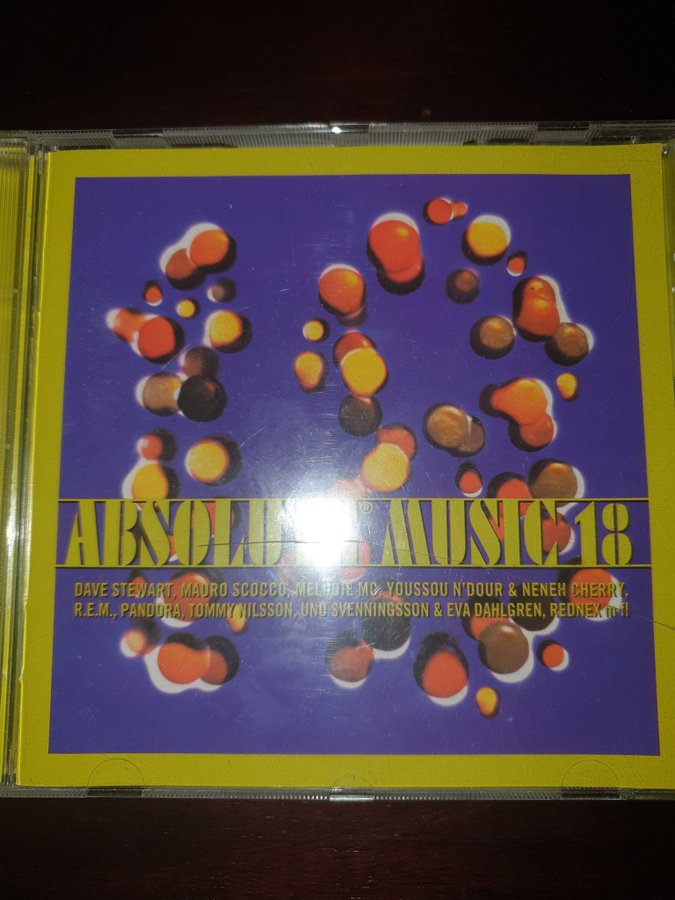 ABSOLUTE® MUSIC 18
DAVE STEWART, MAURO SCOCCO, MELODIE MC, YOUSSOU N'DOUR & NENEH CHERRY,
R.E.M., PANDORA, TOMMY NILSSON, UNO SVENNINGSSON & EVA DAHLGREN, REDNEX m fl